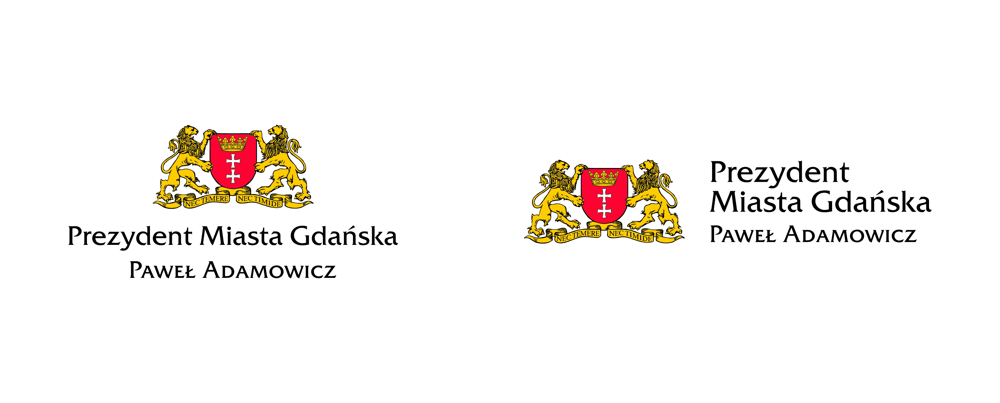 NEC TEMERE NEC TIMIDE
Prezydent Miasta Gdańska
Paweł Adamowicz
NEC TEMERE NEC TIMIDE
Prezydent
Miasta Gdańska
Paweł Adamowicz